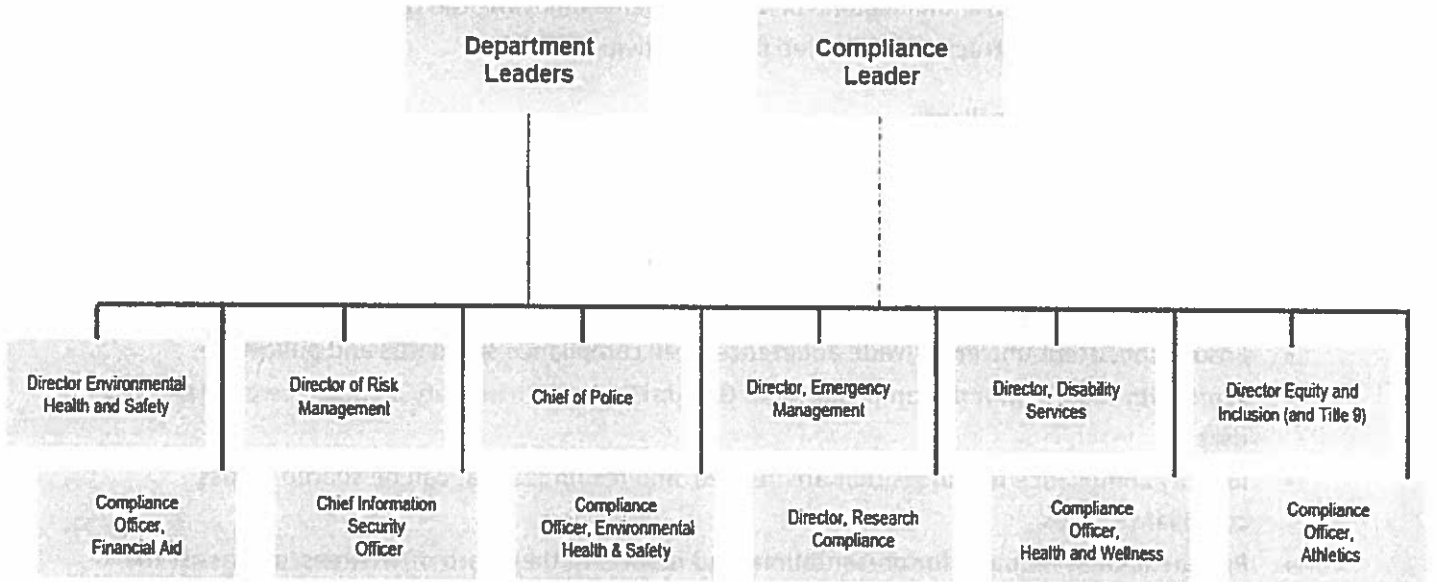 Department
Leaders
Compliance
Leader
Director Environmental
Health and Safety
Director of Risk
Management
Chief of Police
Director, Emergency
Management
Director, Disability
Services
Director Equity and
Inclusion (and Title 9)
Compliance
Officer,
Financial Aid
Chief Information
Security
Officer
Compliance
Officer, Environmental
Health & Safety
Director, Research
Compliance
Compliance
Officer,
Health and Wellness
Compliance
Officer,
Athletics